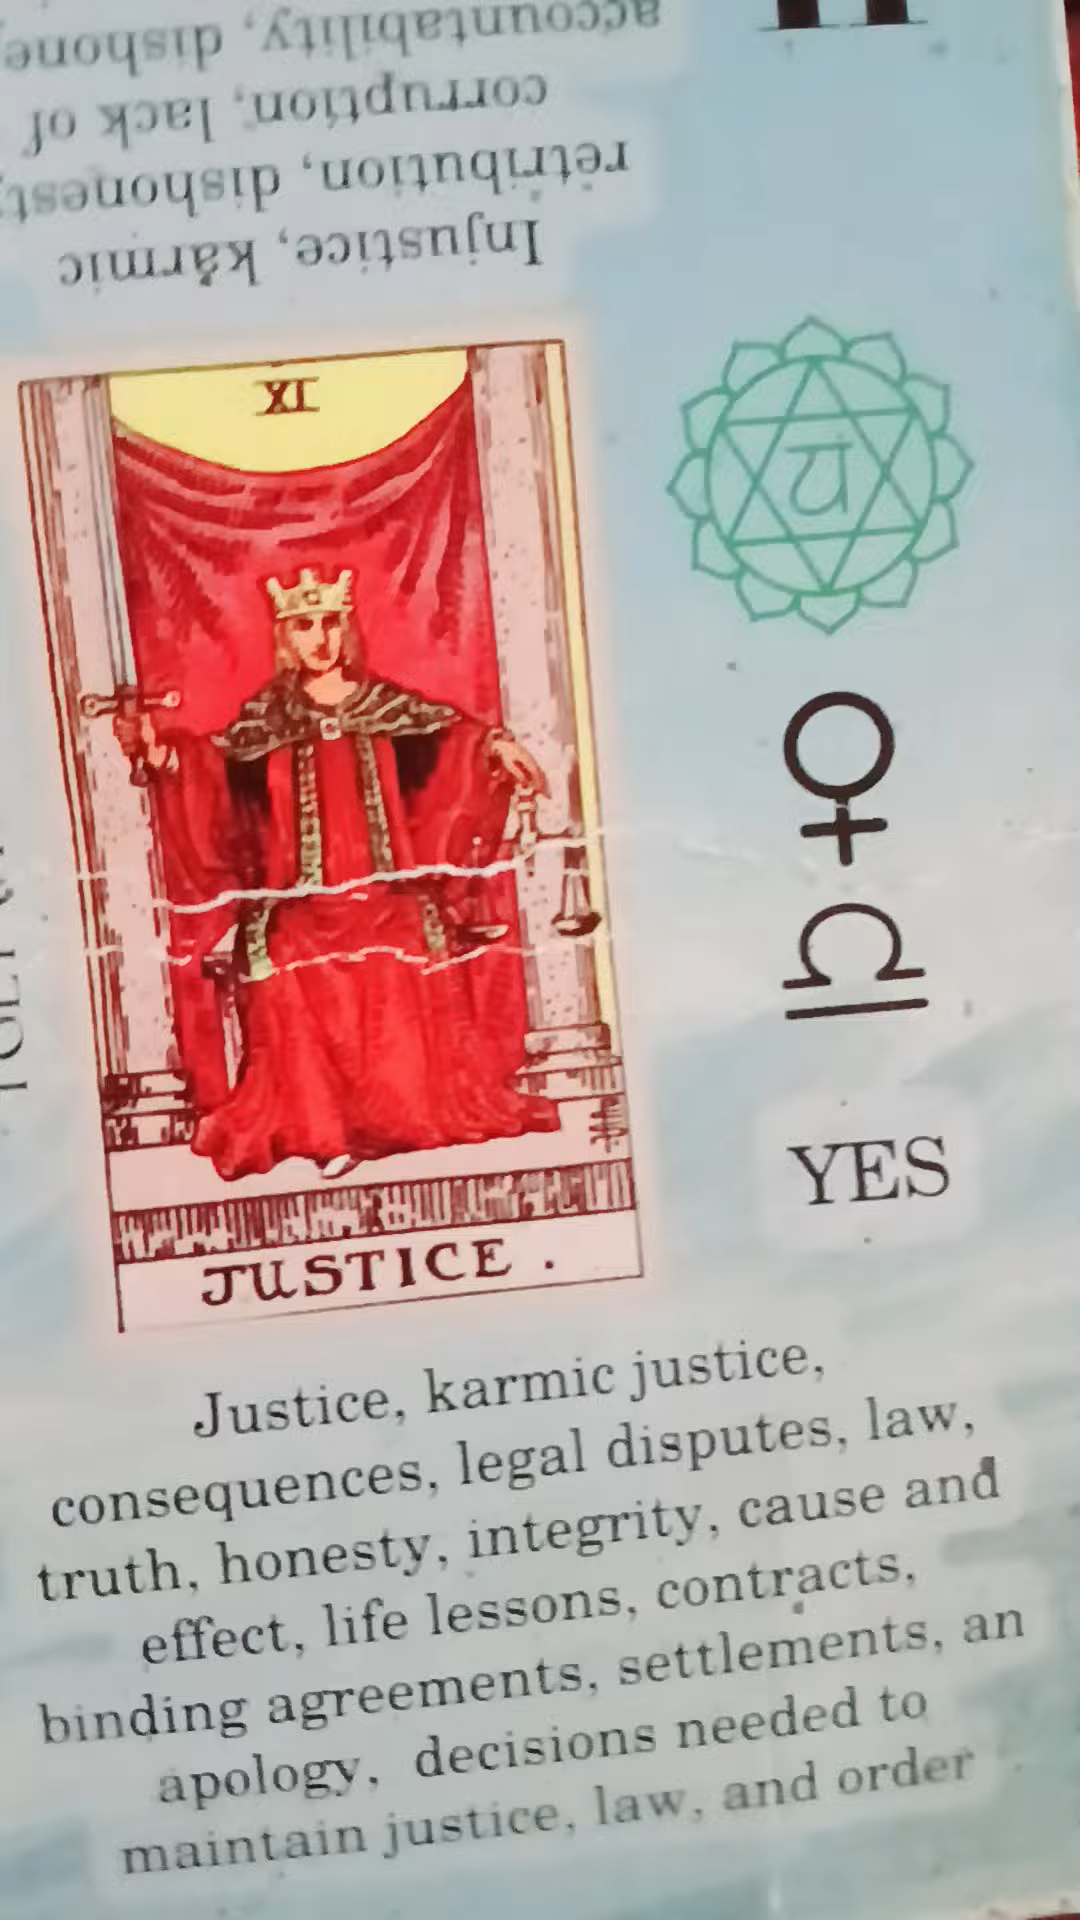 Injustice, karmic
retribution, dishonest,
corruption, lack of
accountability,
XI
JUSTICE .
♀
♎
YES
Justice, karmic justice,
consequences, legal disputes, law,
truth, honesty, integrity, cause and
effect, life lessons, contracts,
binding agreements, settlements, an
apology, decisions needed to
maintain justice, law, and order